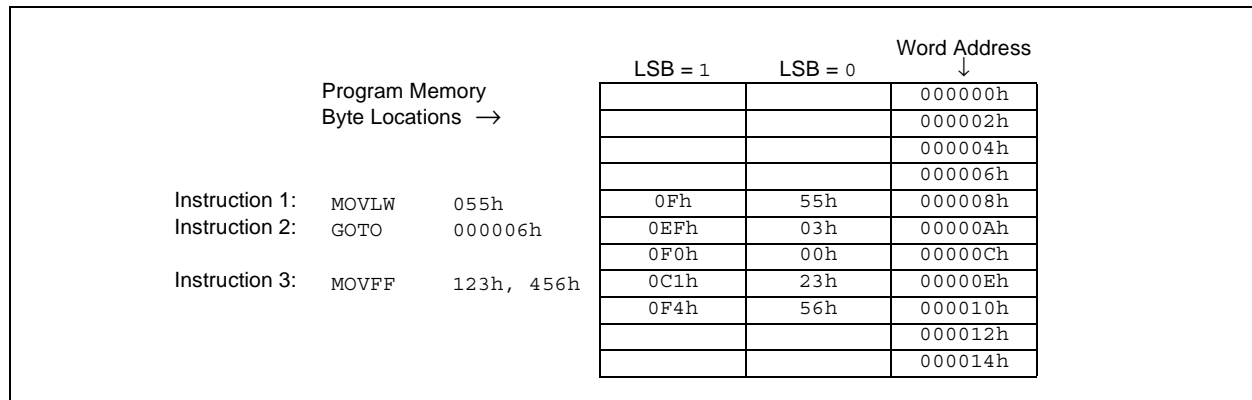 Word Address
LSB = 1 LSB = 0 ↓
Program Memory 000000h
Byte Locations → 000002h
000004h
000006h
Instruction 1: MOVLW 055h 0Fh 55h 000008h
Instruction 2: GOTO 000006h 0EFh 03h 00000Ah
0F0h 00h 00000Ch
Instruction 3: MOVFF 123h, 456h 0C1h 23h 00000Eh
0F4h 56h 000010h
000012h
000014h